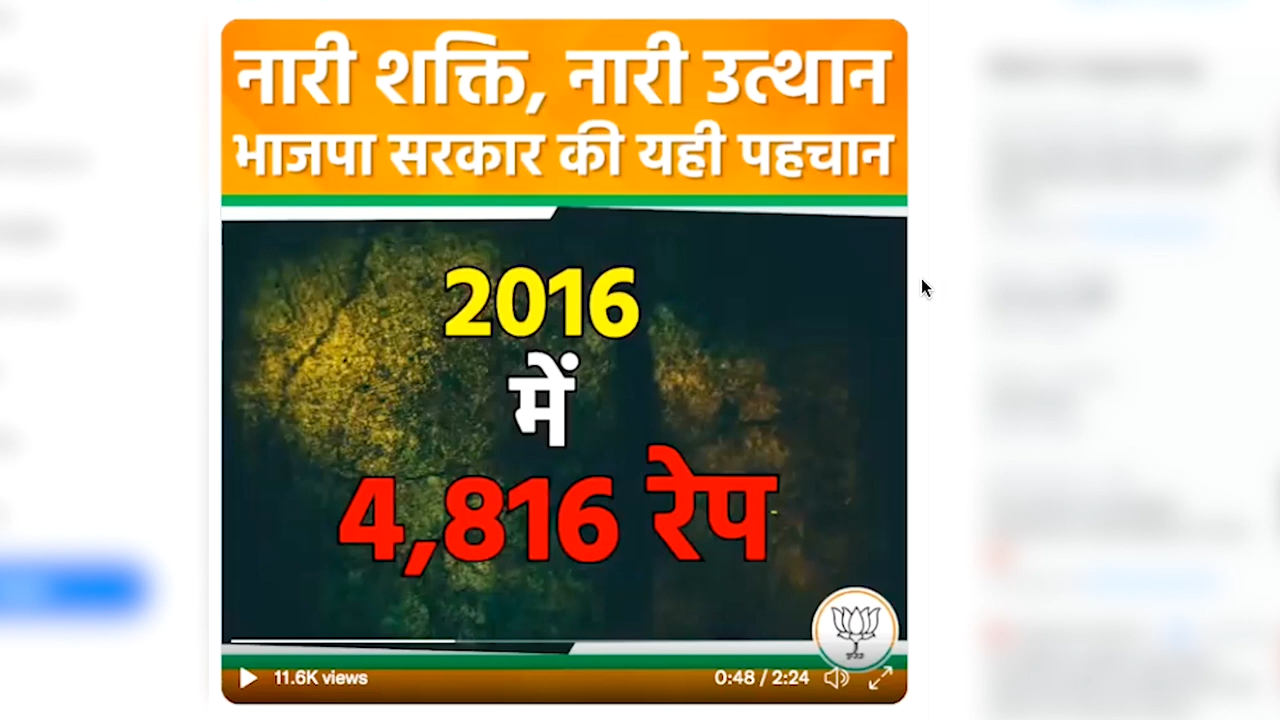 नारी शक्ति, नारी उत्थान
भाजपा सरकार की यही पहचान
2016
में
4,816 रेप
11.6K views
0:48 / 2:24